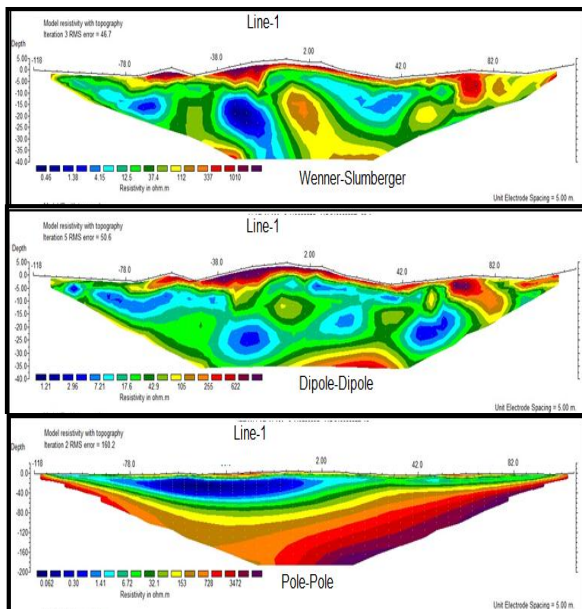 Line-1
Model resistivity with topography
Iteration 3 RMS error = 46.7
Depth -118 -78.0 -38.0 2.00 42.0 82.0
5.00
0.0
-5.00
-10.0
-15.0
-20.0
-25.0
-30.0
-35.0
-40.0
0.46 1.38 4.15 12.5 37.4 112 337 1010
Resistivity in ohm.m
Wenner-Slumberger
Unit Electrode Spacing = 5.00 m.
Line-1
Model resistivity with topography
Iteration 5 RMS error = 50.6
Depth -118 -78.0 -38.0 2.00 42.0 82.0
5.00
0.0
-5.00
-10.0
-15.0
-20.0
-25.0
-30.0
-35.0
-40.0
1.21 2.96 7.21 17.6 42.9 105 255 622
Resistivity in ohm.m
Dipole-Dipole
Unit Electrode Spacing = 5.00 m.
Line-1
Model resistivity with topography
Iteration 2 RMS error = 160.2
Depth -118 -78.0 2.00 42.0 82.0
0.0
-40.0
-80.0
-120
-160
-200
0.062 0.30 1.41 6.72 32.1 153 728 3472
Resistivity in ohm.m
Pole-Pole